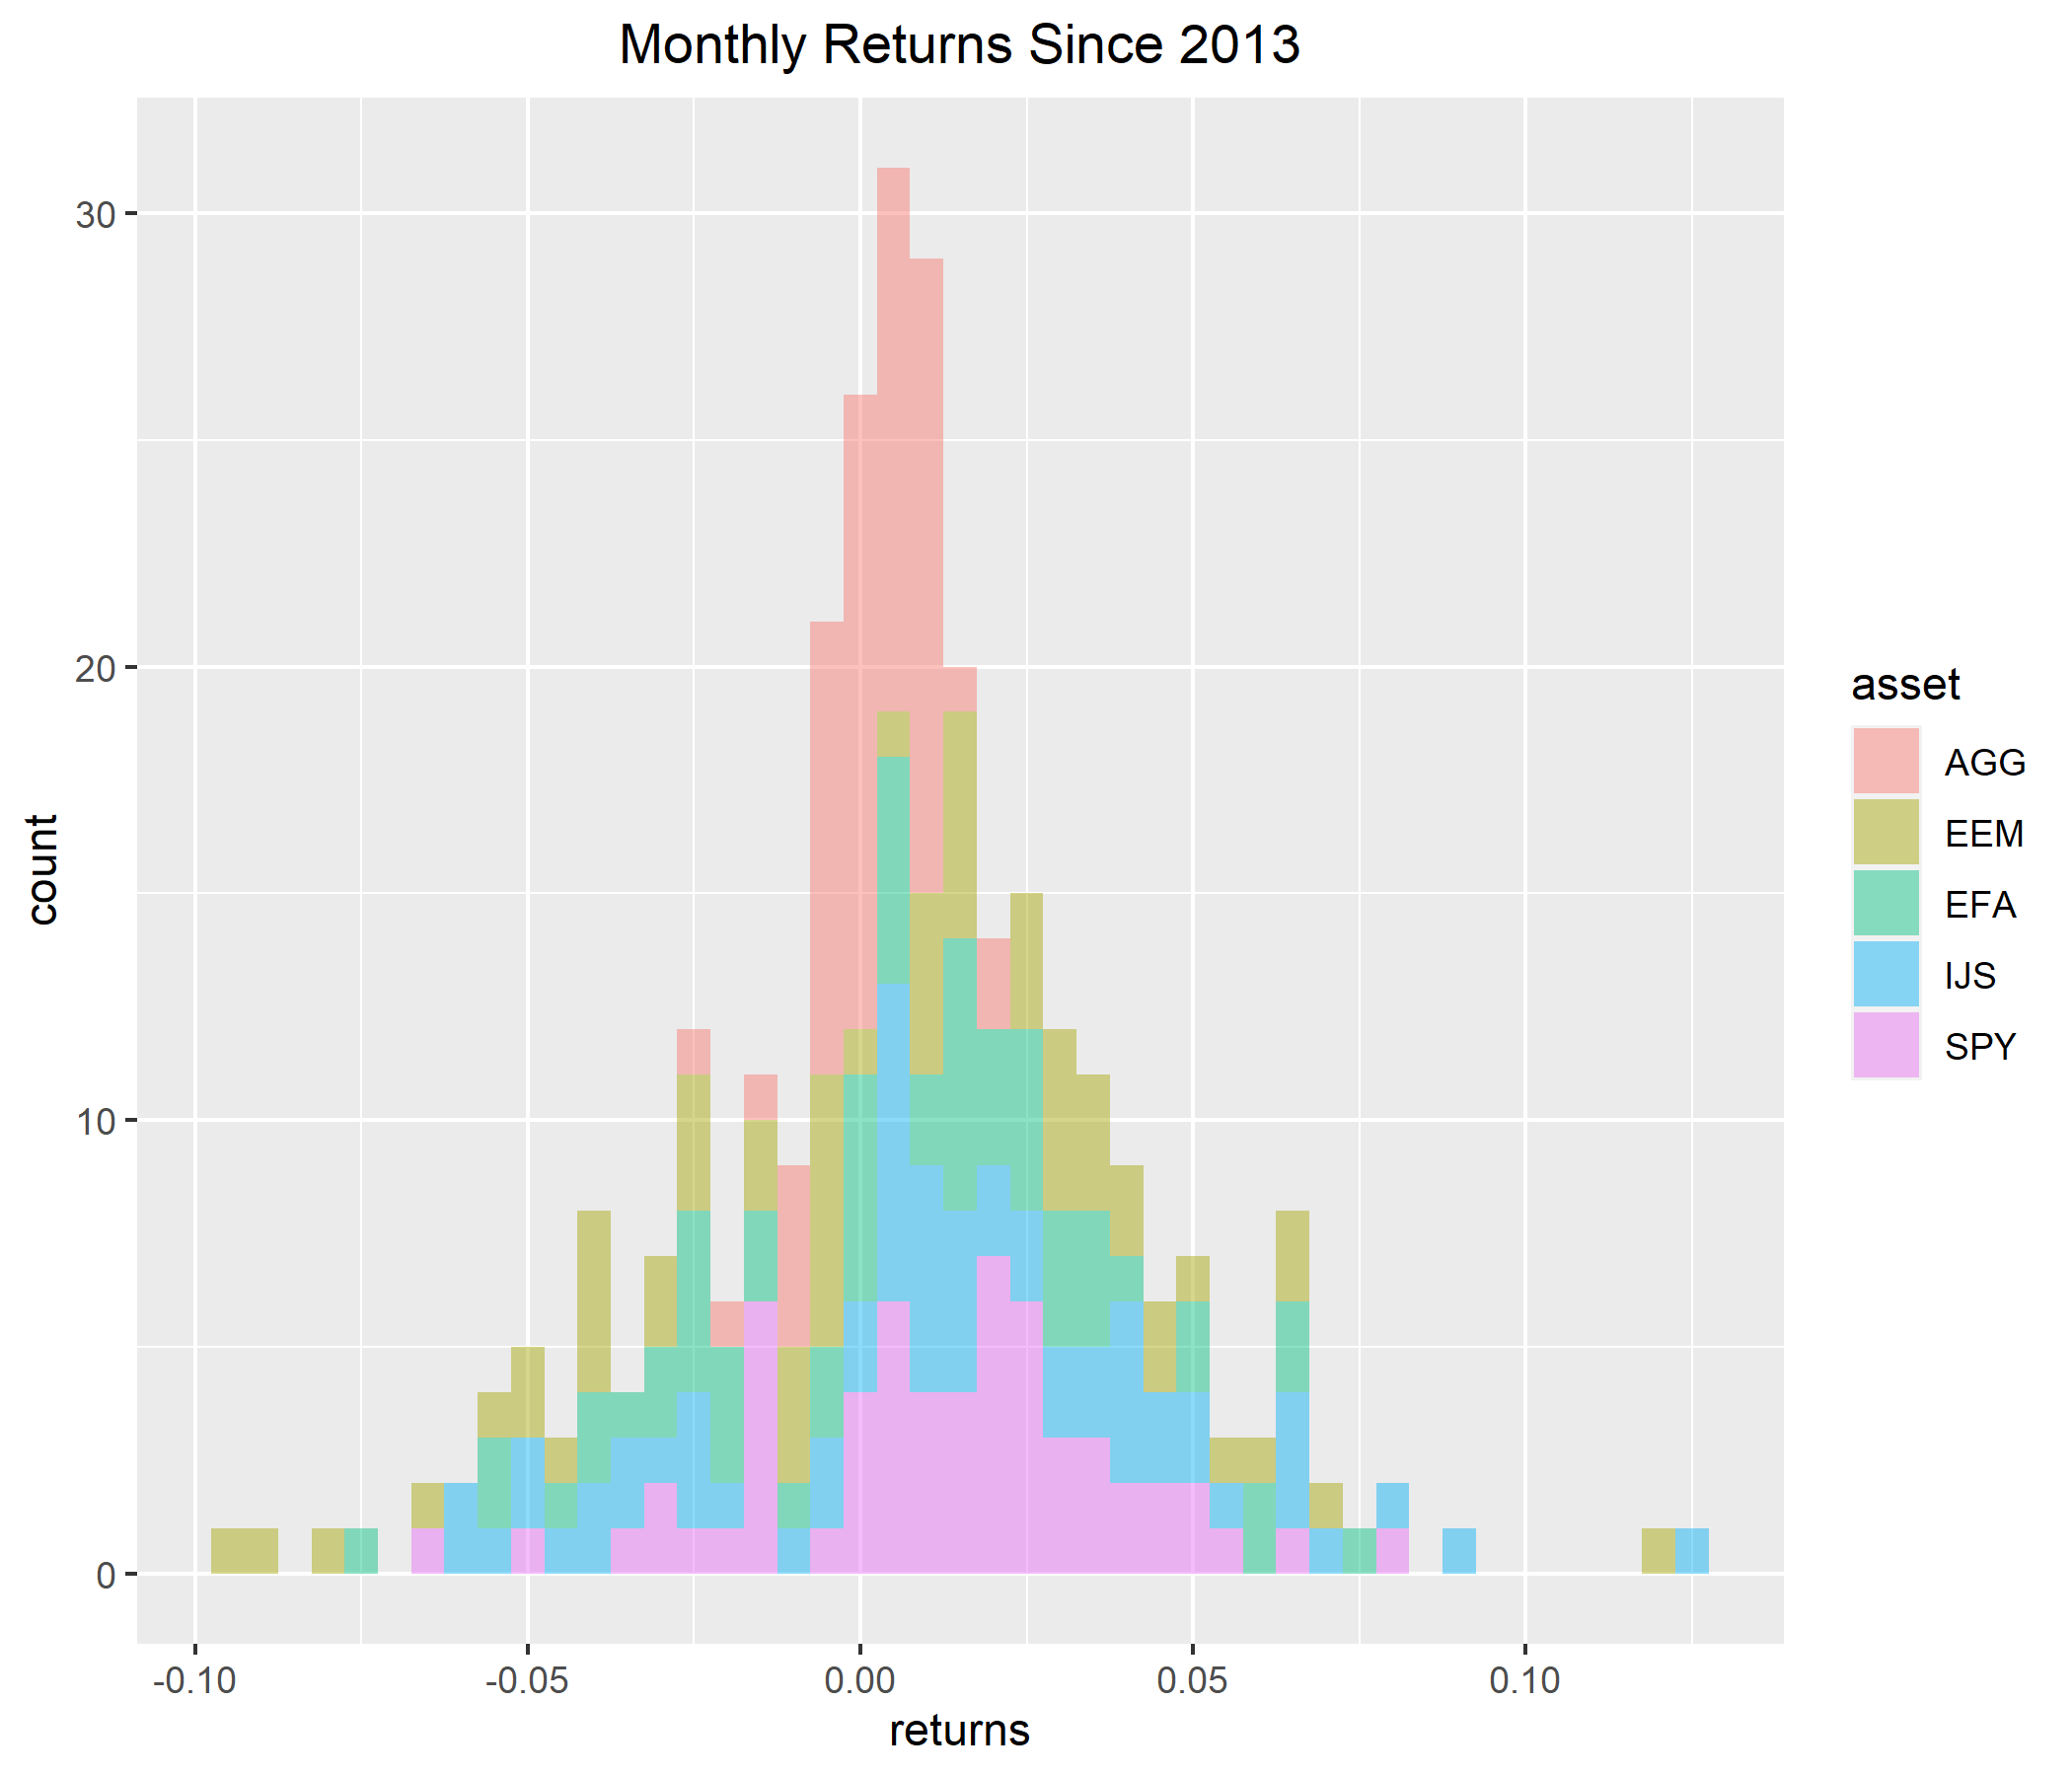 Monthly Returns Since 2013
30
20
10
0
count
-0.10
-0.05
0.00
0.05
0.10
returns
asset
AGG
EEM
EFA
IJS
SPY